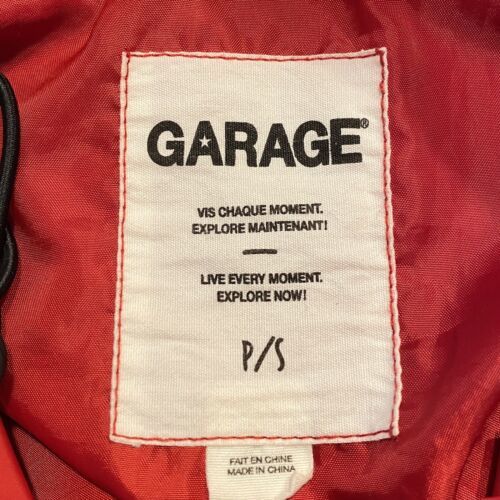 GARAGE®
VIS CHAQUE MOMENT.
EXPLORE MAINTENANT!
LIVE EVERY MOMENT.
EXPLORE NOW!
P/S
FAIT EN CHINE
MADE IN CHINA